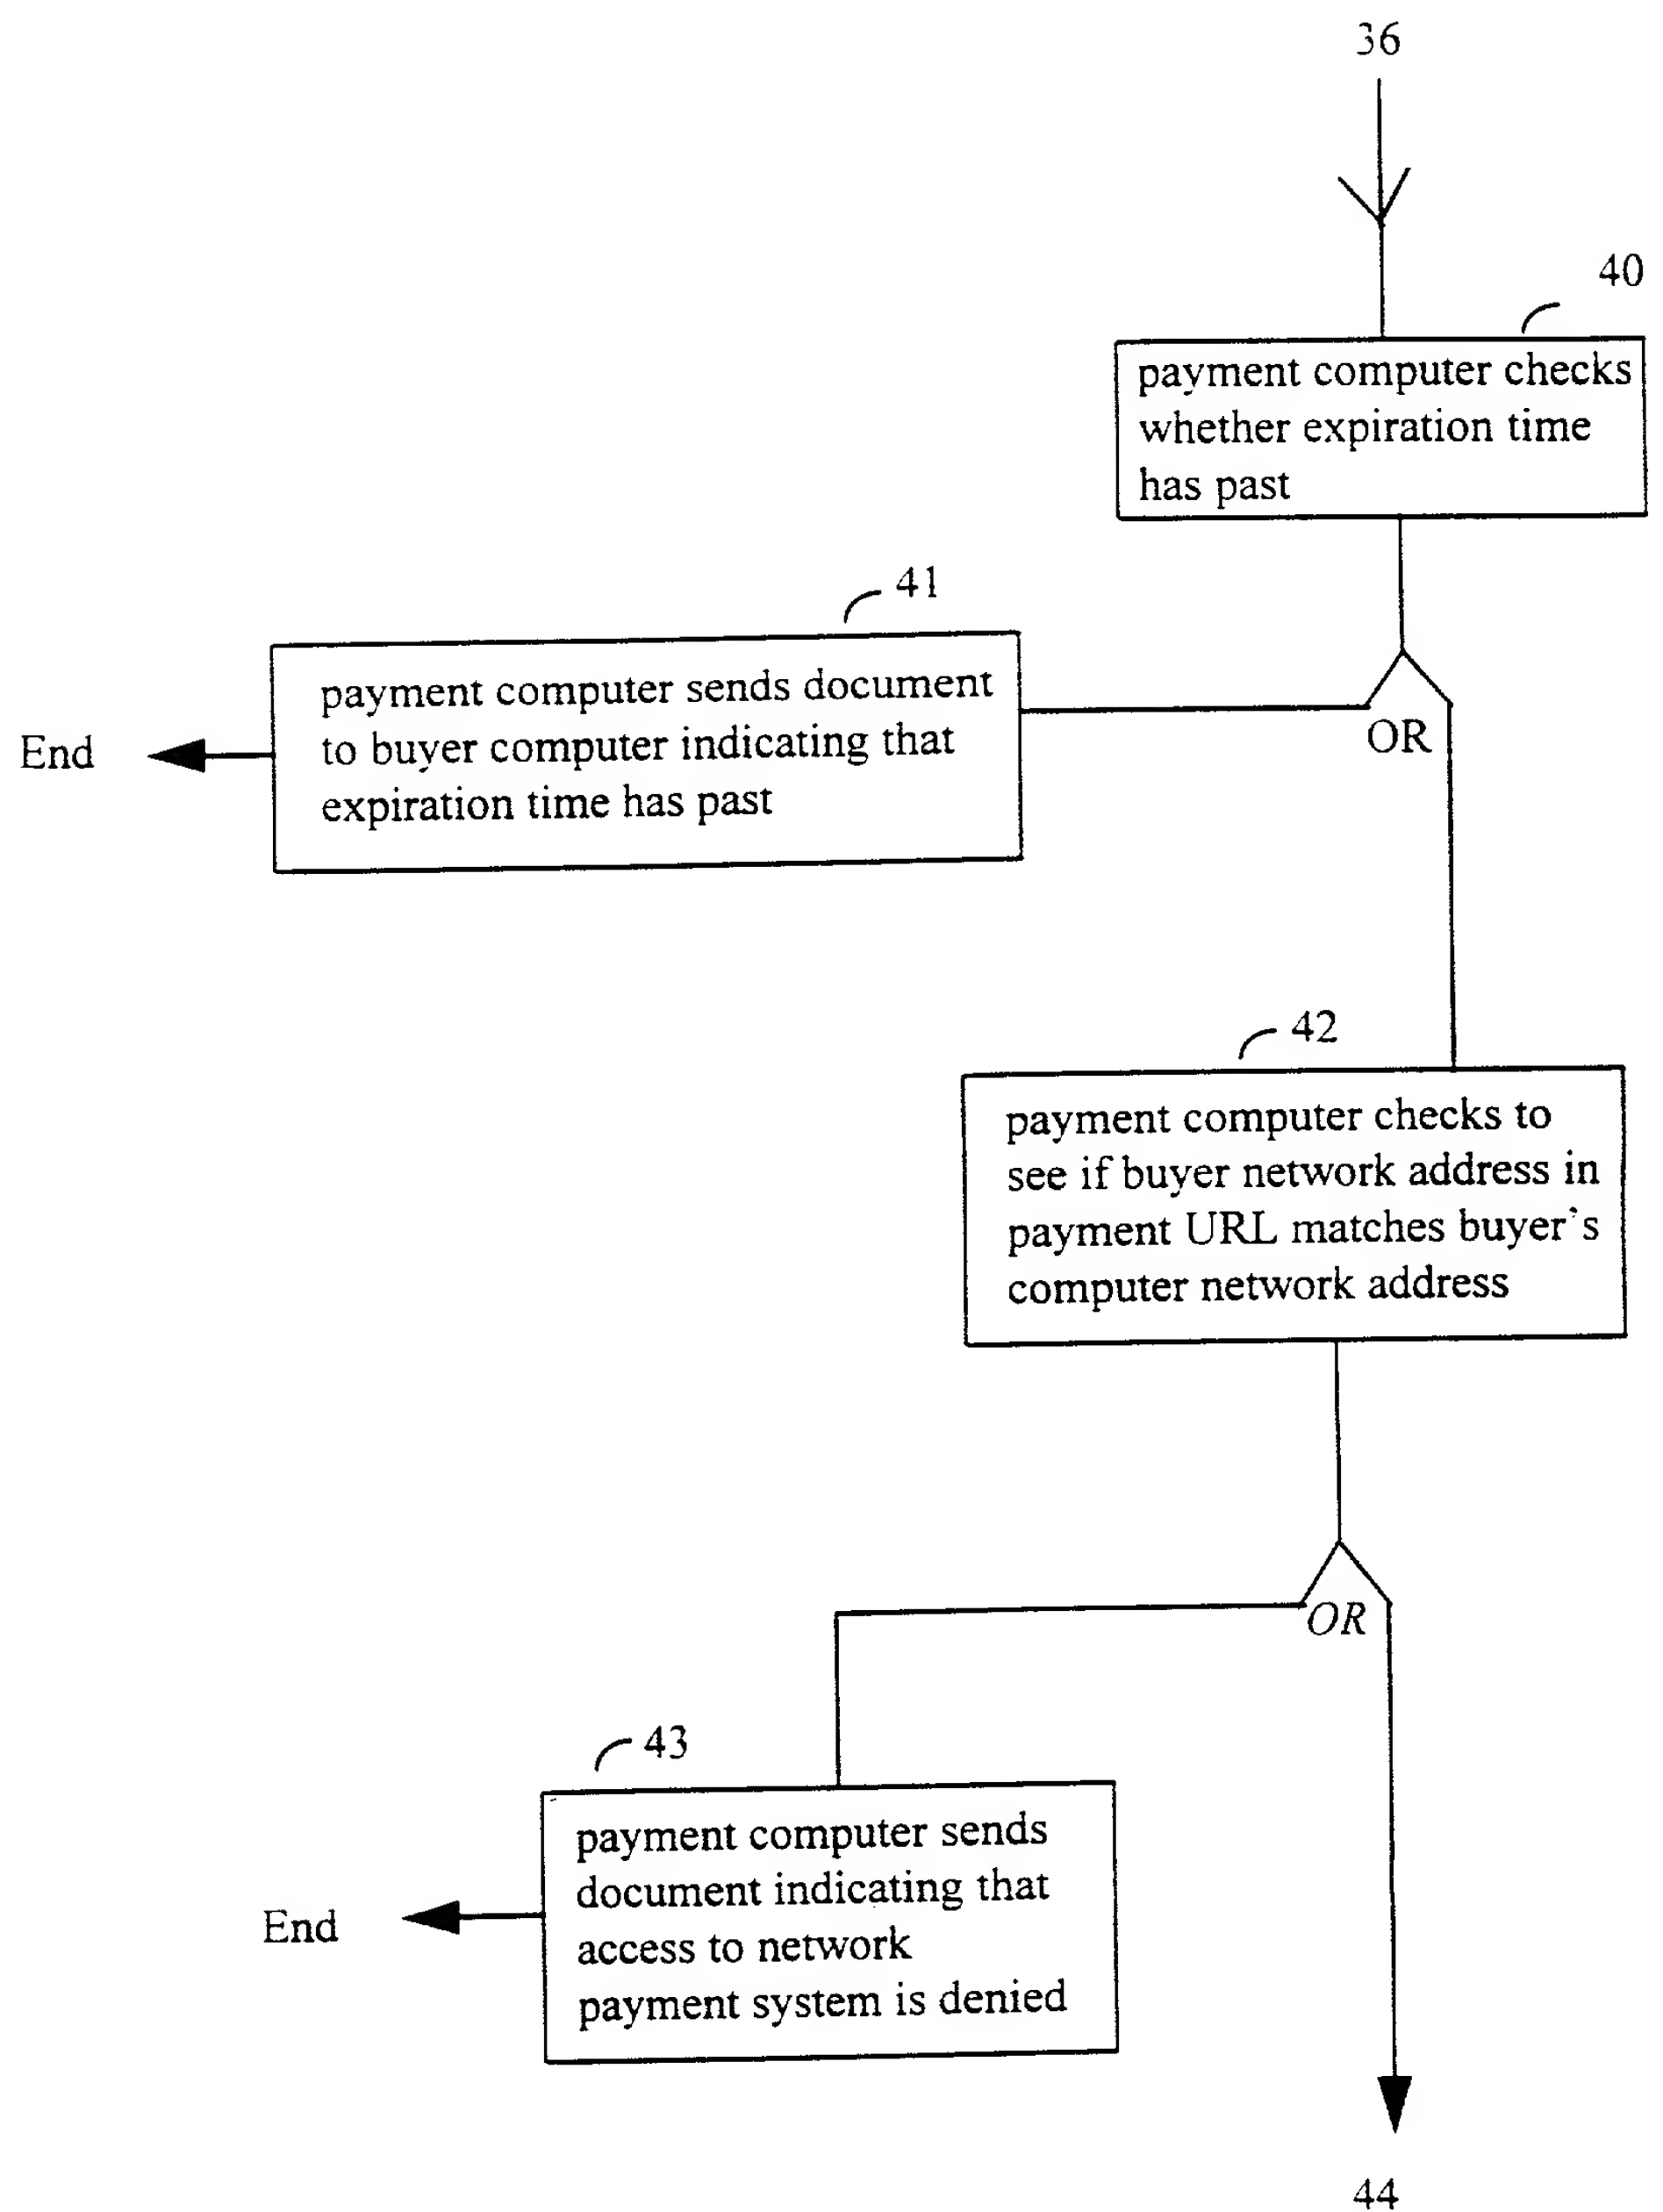 36
40
payment computer checks
whether expiration time
has past
41
payment computer sends document
to buyer computer indicating that
expiration time has past
End
OR
42
payment computer checks to
see if buyer network address in
payment URL matches buyer's
computer network address
OR
43
payment computer sends
document indicating that
access to network
payment system is denied
End
44